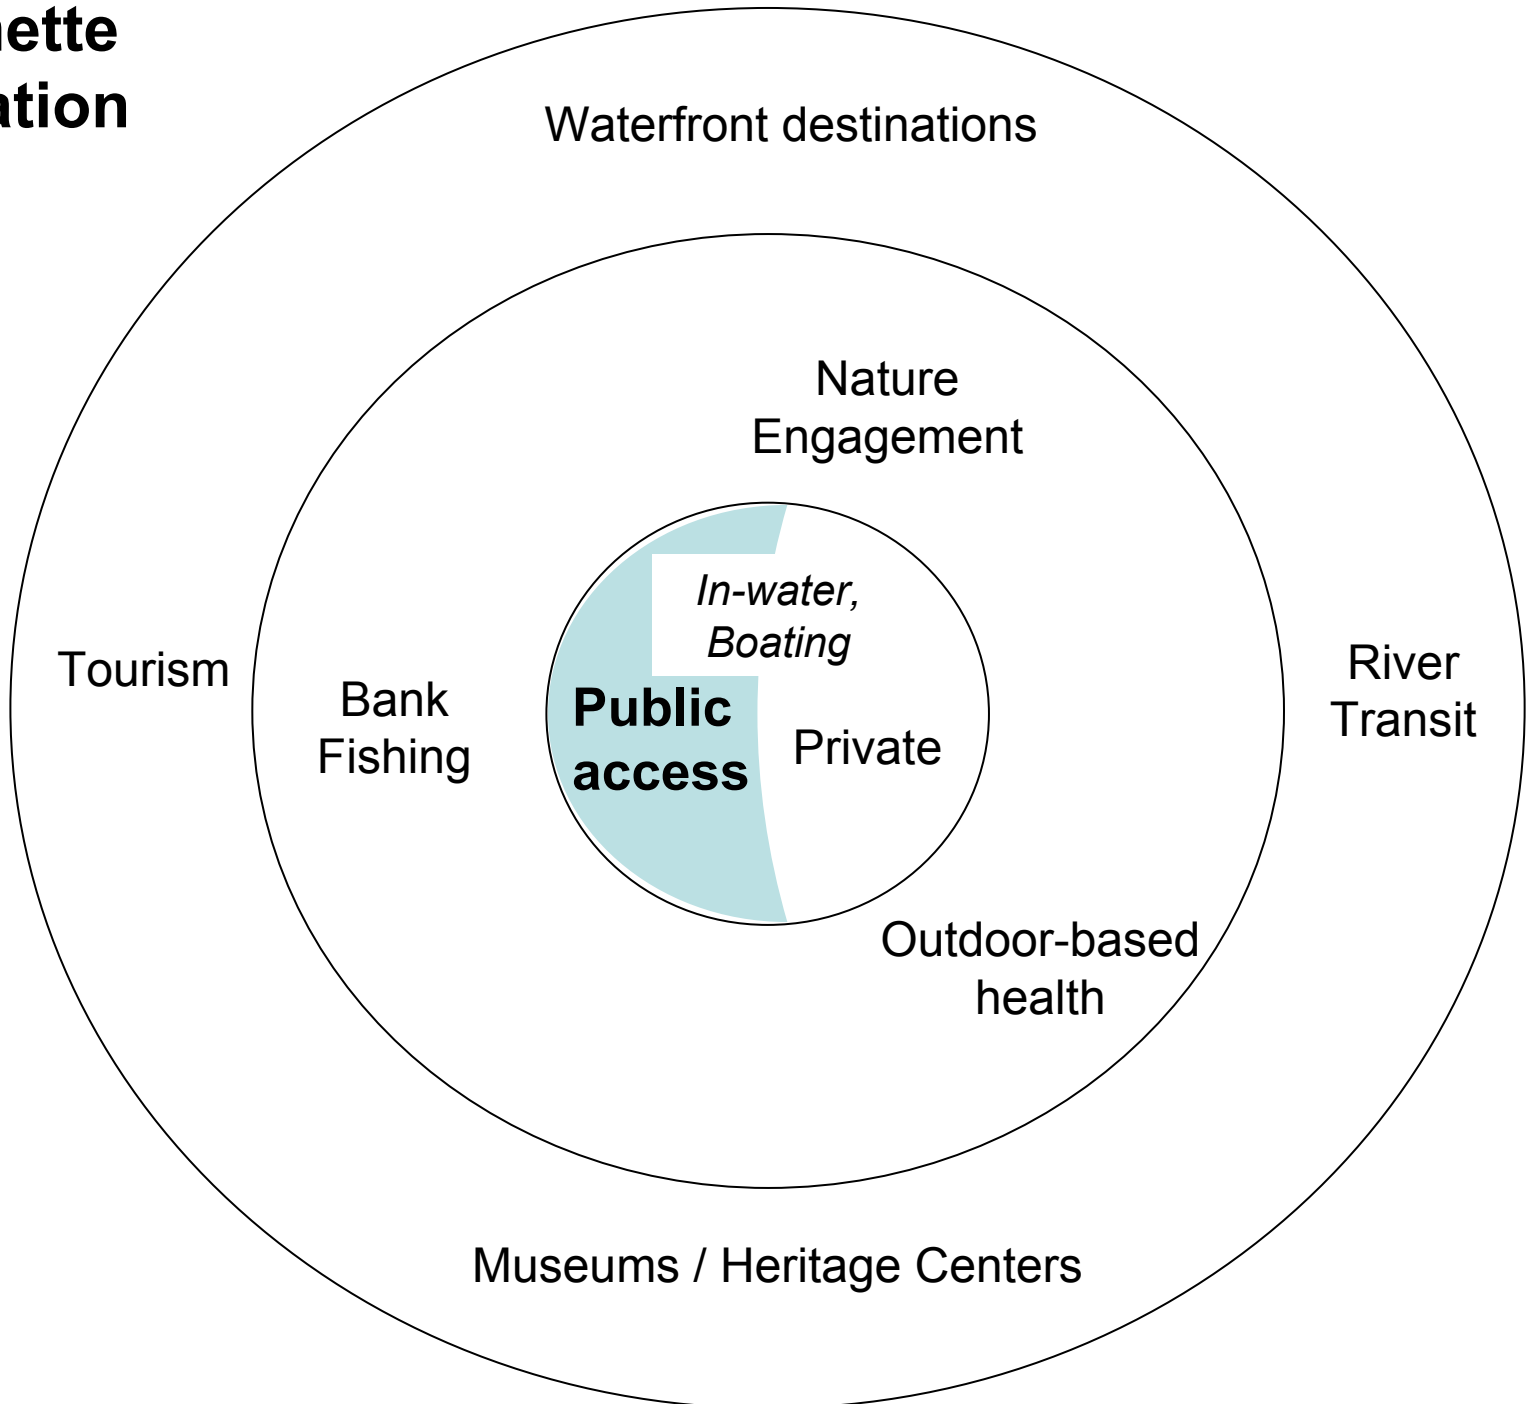 ette
ation
Waterfront destinations
Nature
Engagement
In-water,
Boating
Tourism
Bank
Fishing
Public
access
Private
River
Transit
Outdoor-based
health
Museums / Heritage Centers